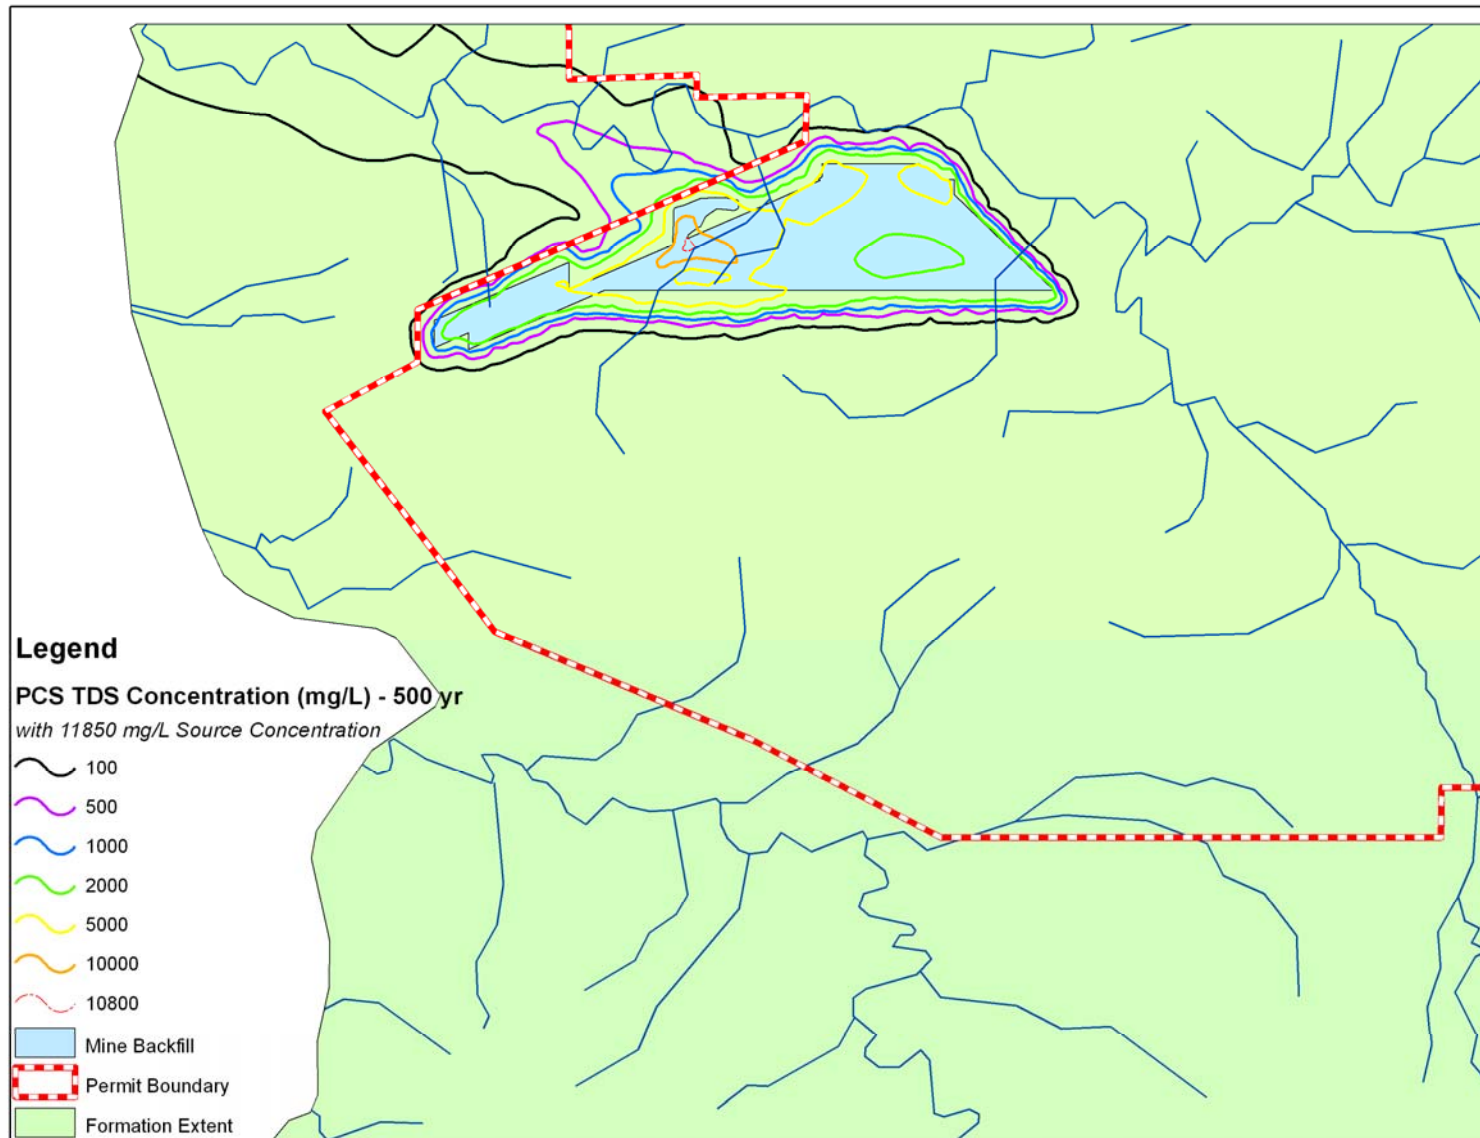 Legend
PCS TDS Concentration (mg/L) - 500 yr
with 11850 mg/L Source Concentration
100
500
1000
2000
5000
10000
10800
Mine Backfill
Permit Boundary
Formation Extent